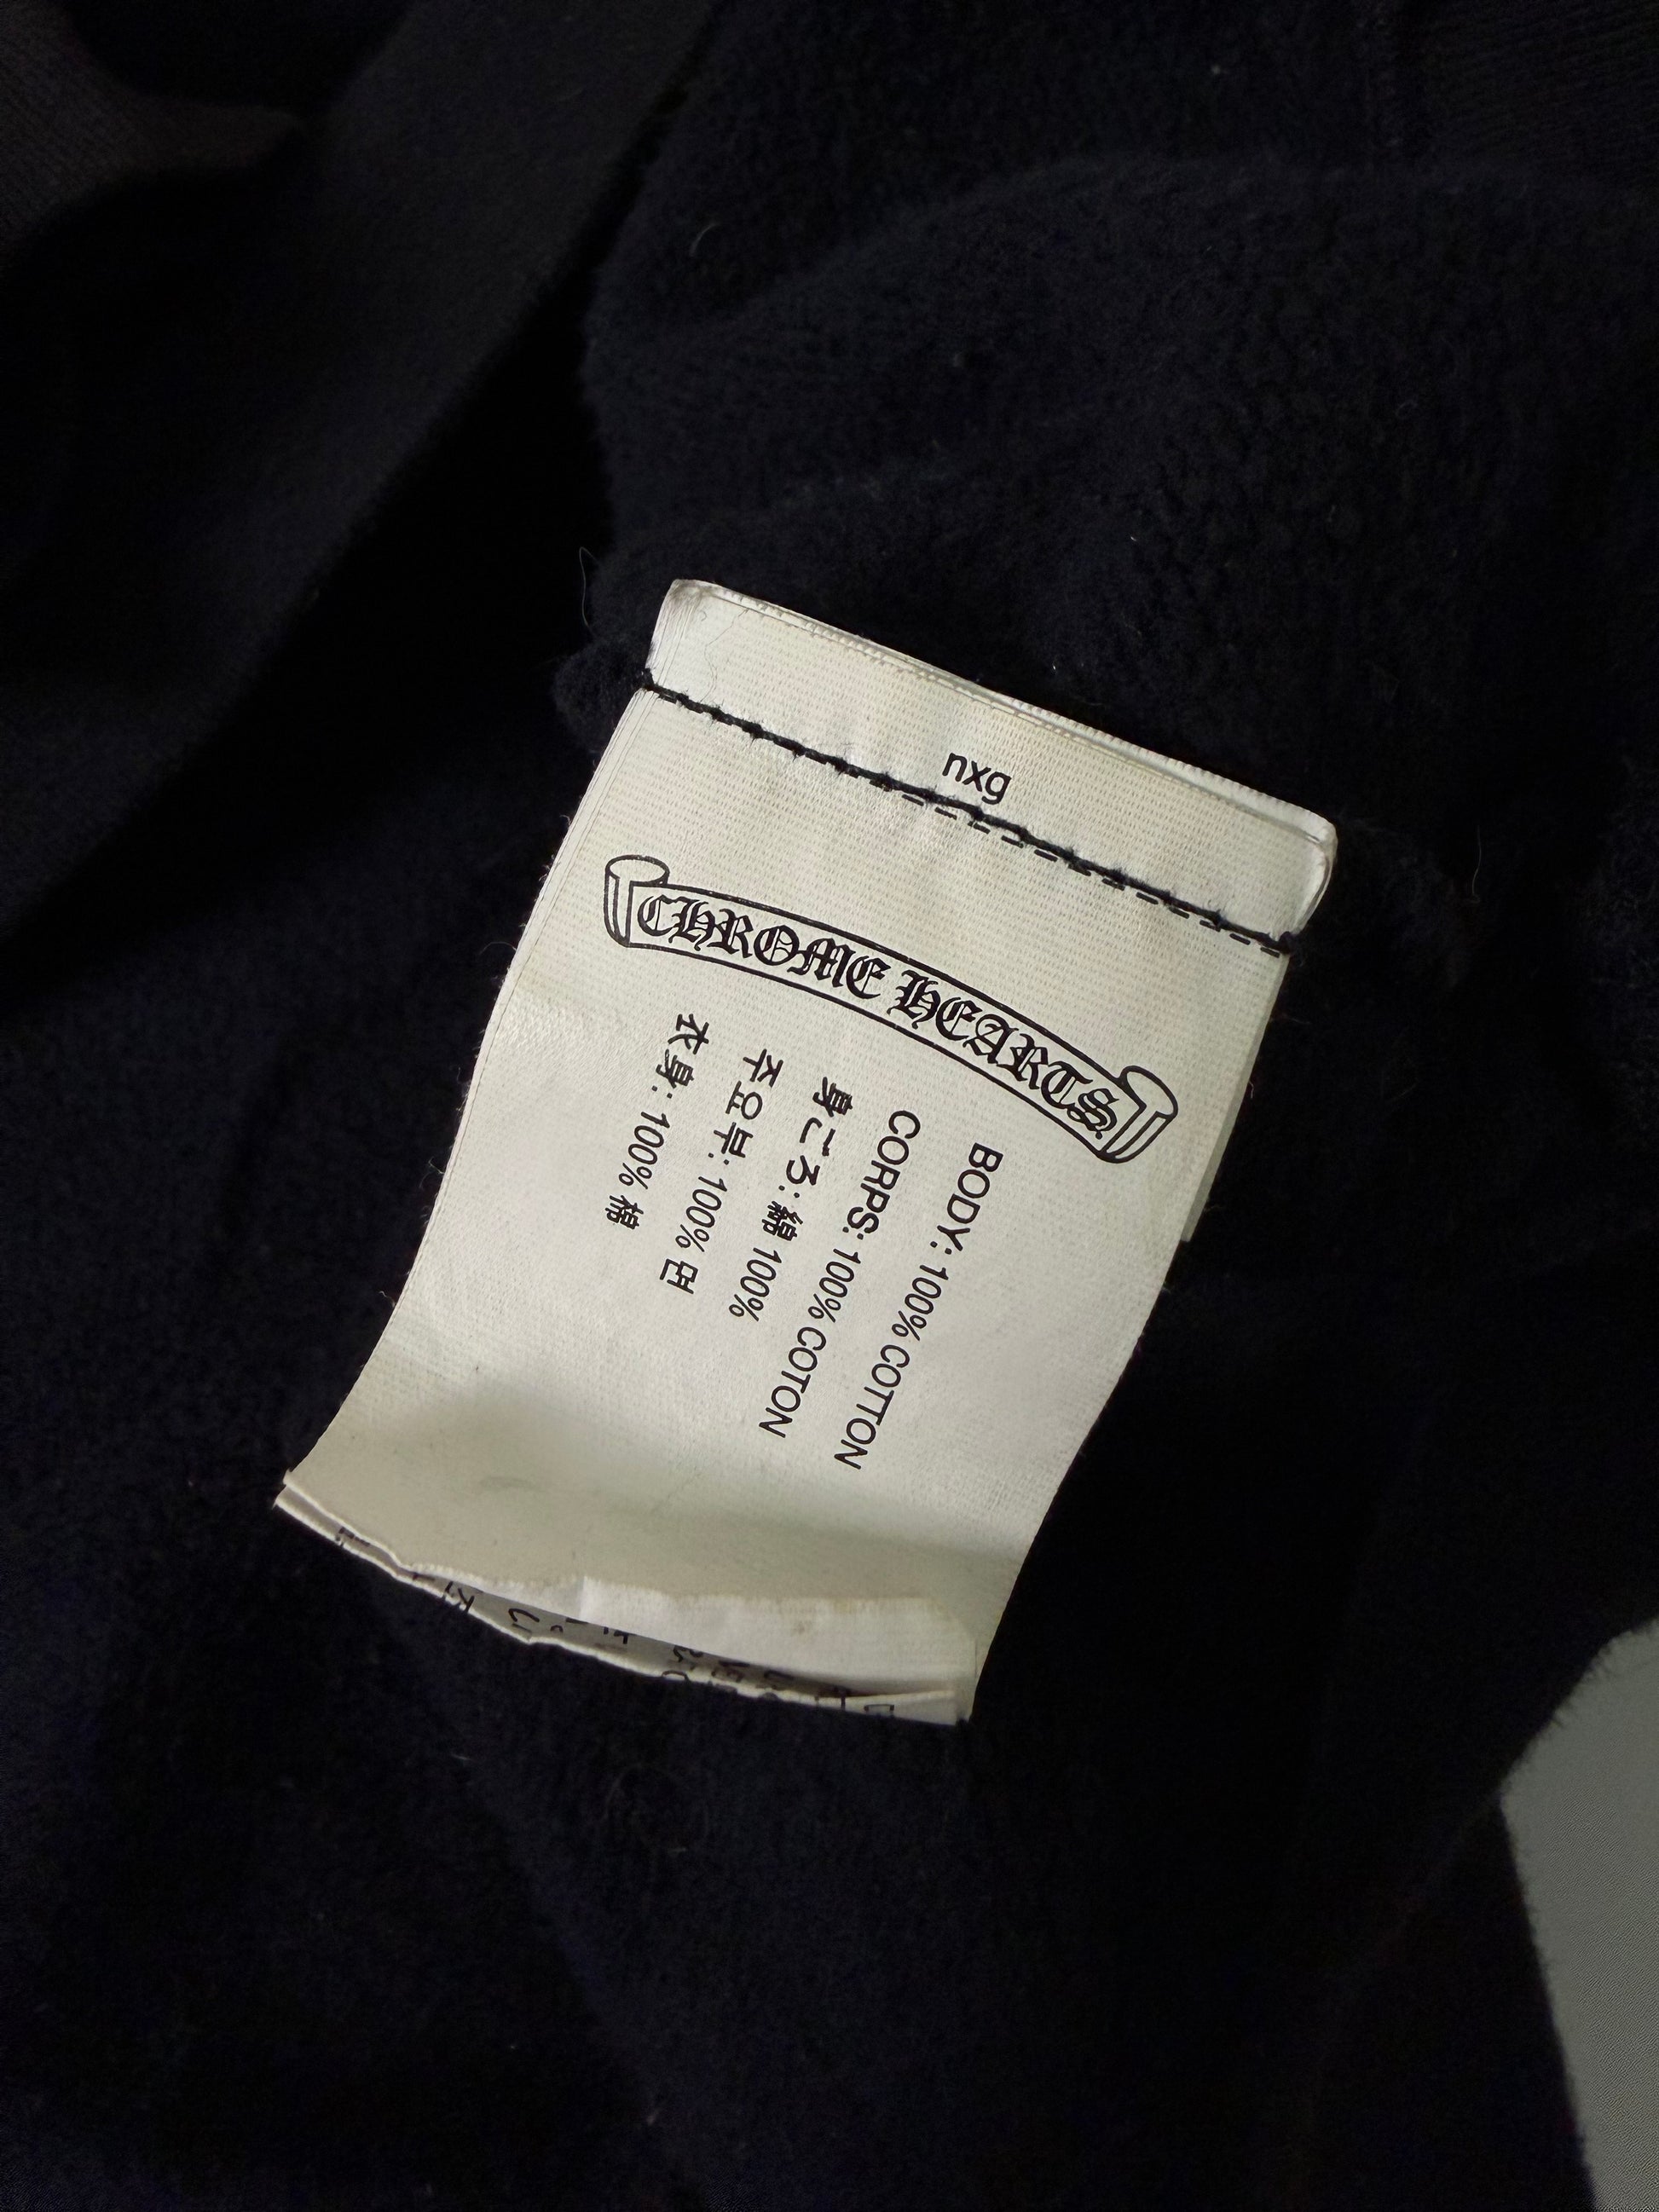 nxg
CHROME HEARTS
BODY: 100% COTTON
CORPS: 100% COTON
身ごろ: 綿 100%
주요부: 100% 면
衣身: 100% 棉